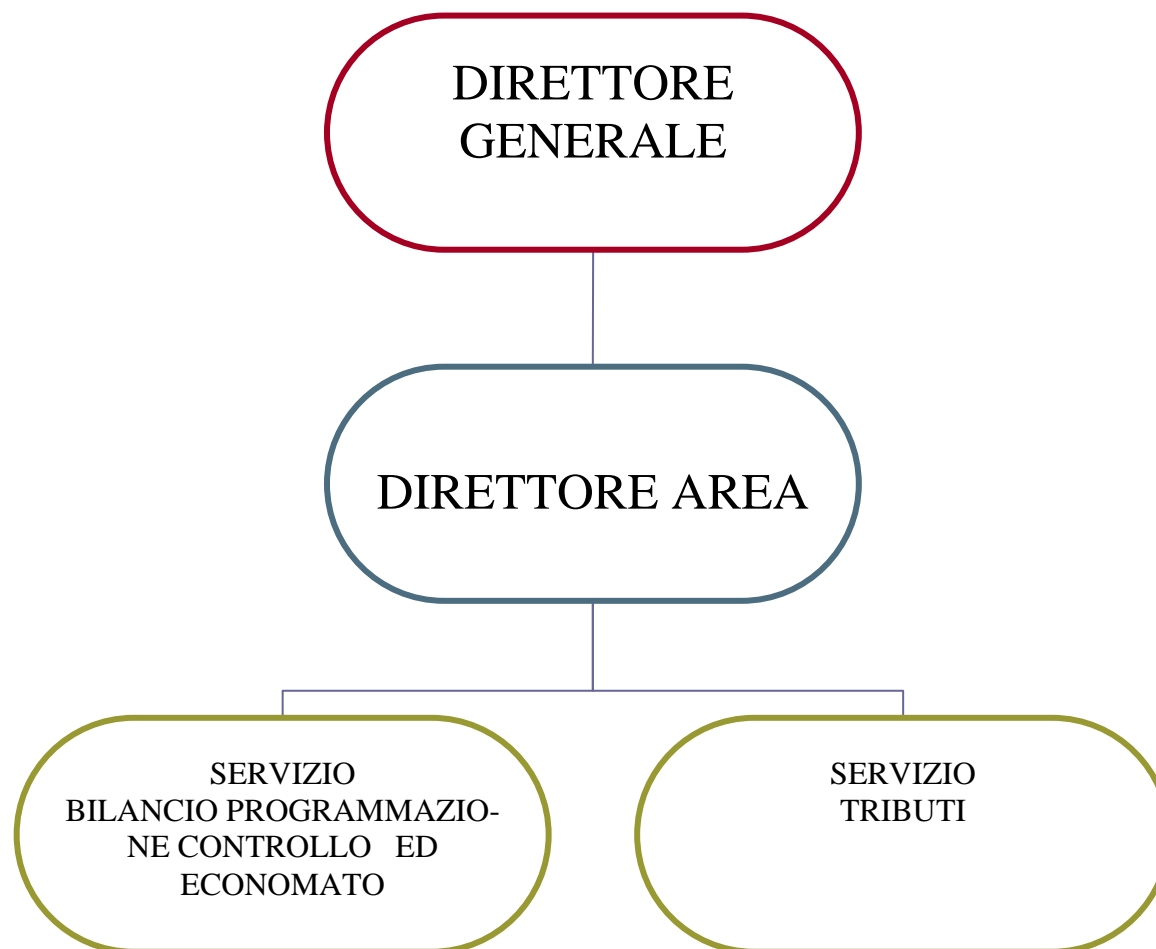 DIRETTORE
GENERALE
DIRETTORE AREA
SERVIZIO
BILANCIO PROGRAMMAZIO-
NE CONTROLLO ED
ECONOMATO
SERVIZIO
TRIBUTI